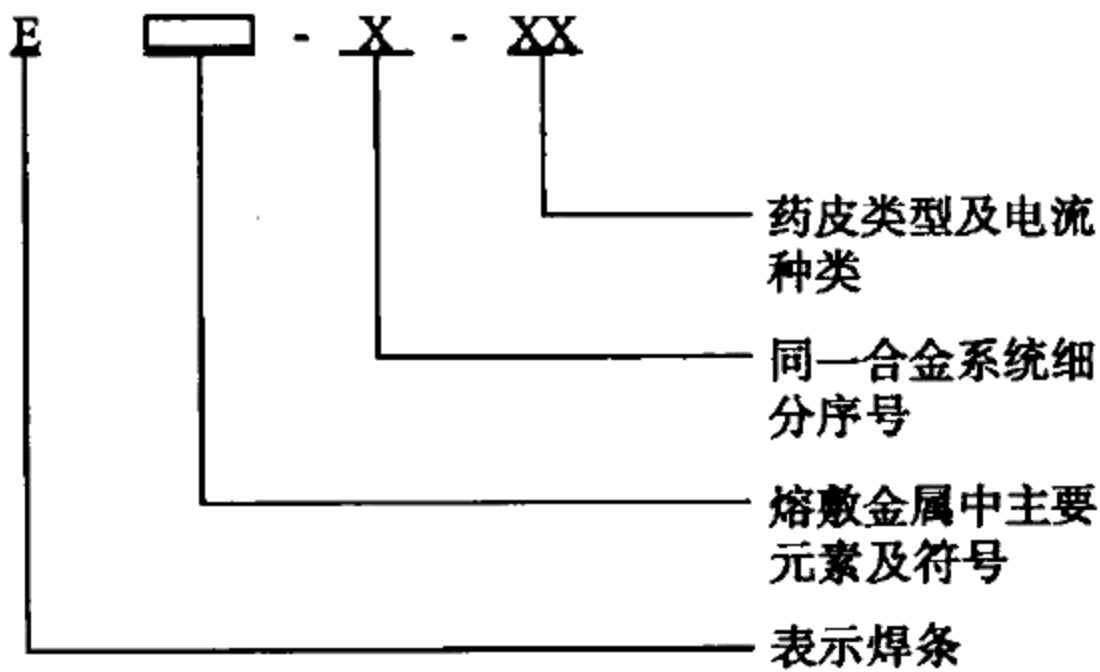 E □ - X - XX
药皮类型及电流
种类
同一合金系统细
分序号
熔敷金属中主要
元素及符号
表示焊条